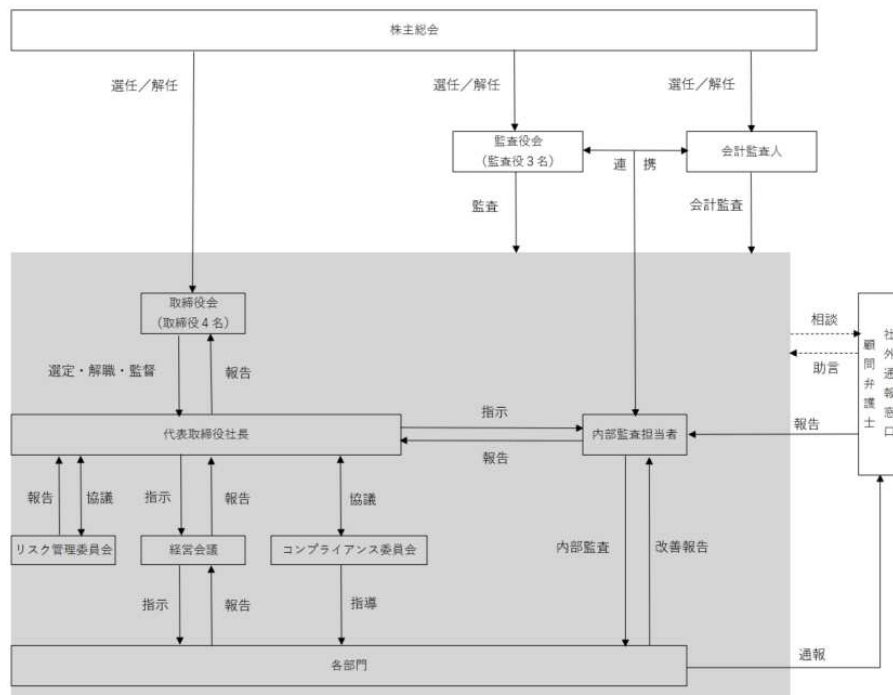 株主総会
選任／解任
選任／解任
選任／解任
監査役会
（監査役3名）
連　携
会計監査人
監査
会計監査
取締役会
（取締役4名）
相談
助言
顧問弁護士
社外通報窓口
選定・解職・監督
報告
指示
報告
代表取締役社長
内部監査担当者
報告
報告
協議
指示
報告
協議
リスク管理委員会
経営会議
コンプライアンス委員会
内部監査
改善報告
指示
報告
指導
各部門
通報